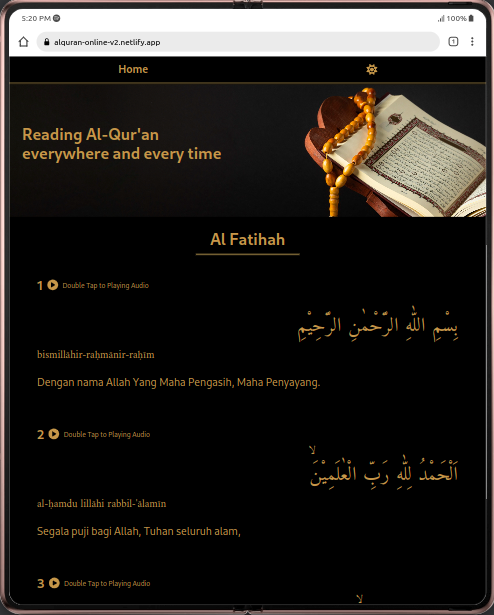 5:20 PM
100%
alquran-online-v2.netlify.app
1
Home
Reading Al-Qur'an
everywhere and every time
Al Fatihah
1 Double Tap to Playing Audio
بِسْمِ اللّٰهِ الرَّحْمٰنِ الرَّحِيْمِ
bismillāhir-raḥmānir-raḥīm
Dengan nama Allah Yang Maha Pengasih, Maha Penyayang.
2 Double Tap to Playing Audio
اَلْحَمْدُ لِلّٰهِ رَبِّ الْعٰلَمِيْنَۙ
al-ḥamdu lillāhi rabbil-'ālamīn
Segala puji bagi Allah, Tuhan seluruh alam,
3 Double Tap to Playing Audio